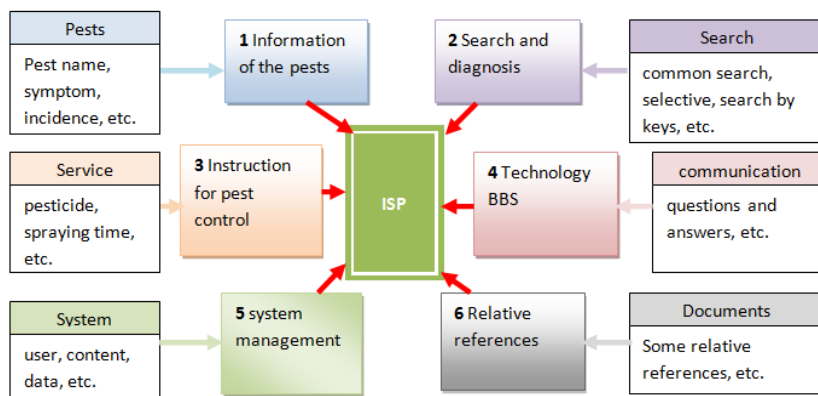 Pests
Pest name,
symptom,
incidence, etc.
1 Information
of the pests
2 Search and
diagnosis
Search
common search,
selective, search by
keys, etc.
Service
pesticide,
spraying time,
etc.
3 Instruction
for pest
control
ISP
4 Technology
BBS
communication
questions and
answers, etc.
System
user, content,
data, etc.
5 system
management
6 Relative
references
Documents
Some relative
references, etc.